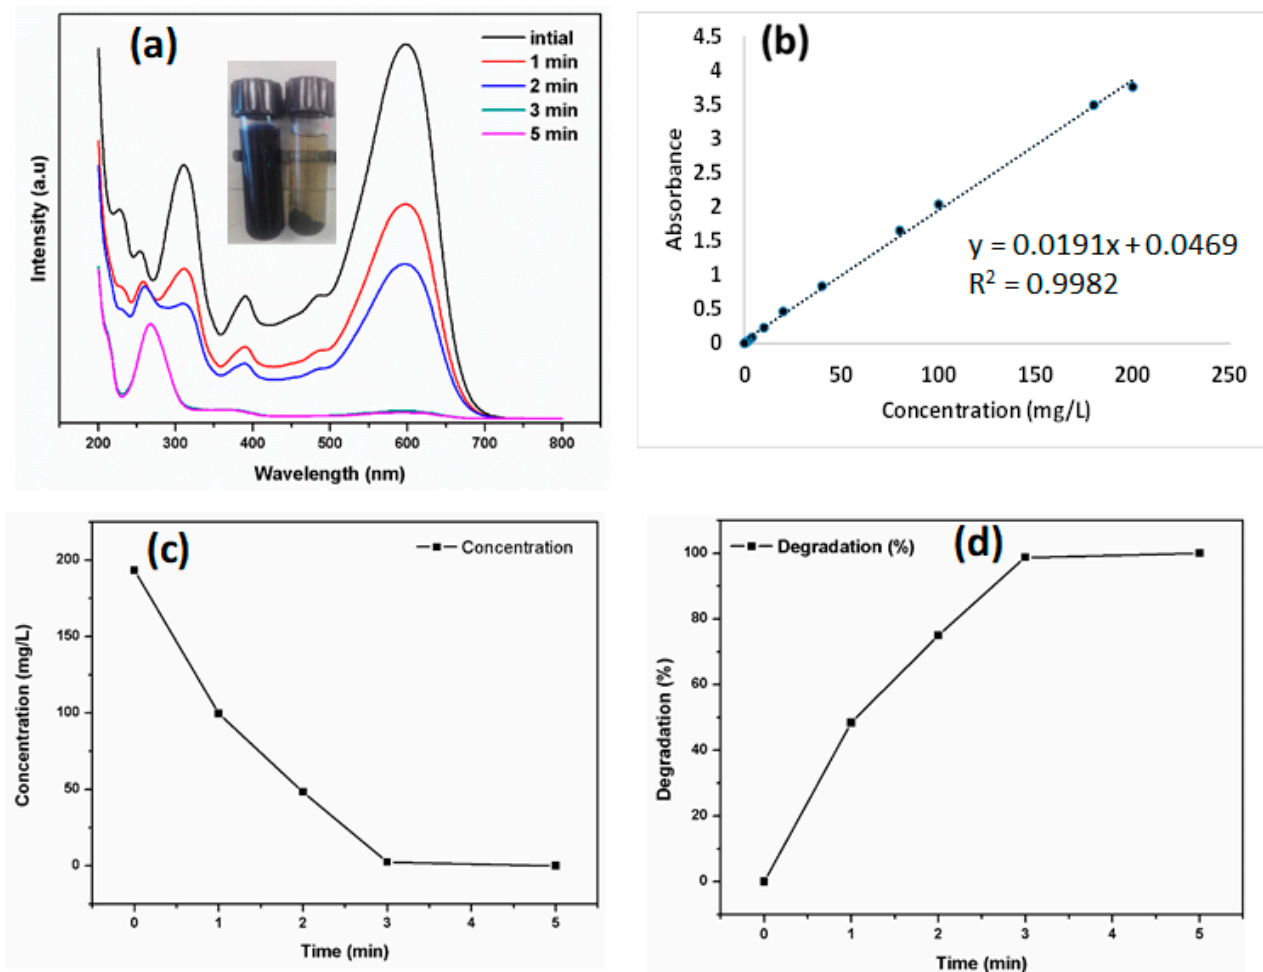 (a)
intial
1 min
2 min
3 min
5 min
Intensity (a.u)
200 300 400 500 600 700 800
Wavelength (nm)
(b)
4.5
4
3.5
3
2.5
2
1.5
1
0.5
0
Absorbance
y = 0.0191x + 0.0469
R² = 0.9982
0 50 100 150 200 250
Concentration (mg/L)
(c)
Concentration
200
150
100
50
0
Concentration (mg/L)
0 1 2 3 4 5
Time (min)
(d)
Degradation (%)
100
80
60
40
20
0
Degradation (%)
0 1 2 3 4 5
Time (min)